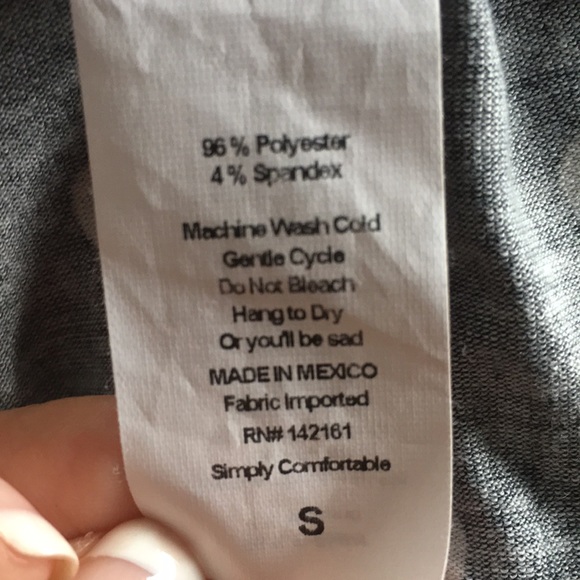 96% Polyester
4% Spandex
Machine Wash Cold
Gentle Cycle
Do Not Bleach
Hang to Dry
Or you'll be sad
MADE IN MEXICO
Fabric Imported
RN# 142161
Simply Comfortable
S